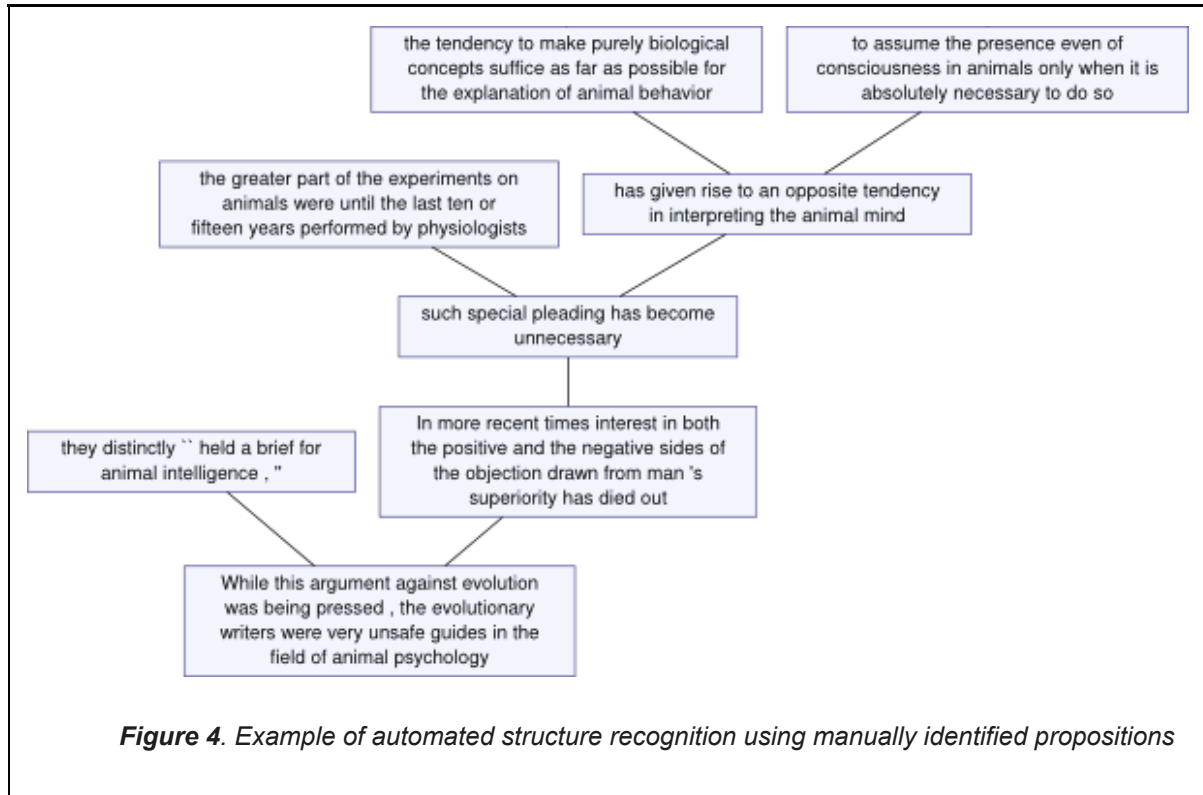 the tendency to make purely biological
concepts suffice as far as possible for
the explanation of animal behavior
to assume the presence even of
consciousness in animals only when it is
absolutely necessary to do so
the greater part of the experiments on
animals were until the last ten or
fifteen years performed by physiologists
has given rise to an opposite tendency
in interpreting the animal mind
such special pleading has become
unnecessary
they distinctly `` held a brief for
animal intelligence , "
In more recent times interest in both
the positive and the negative sides of
the objection drawn from man 's
superiority has died out
While this argument against evolution
was being pressed , the evolutionary
writers were very unsafe guides in the
field of animal psychology
Figure 4. Example of automated structure recognition using manually identified propositions